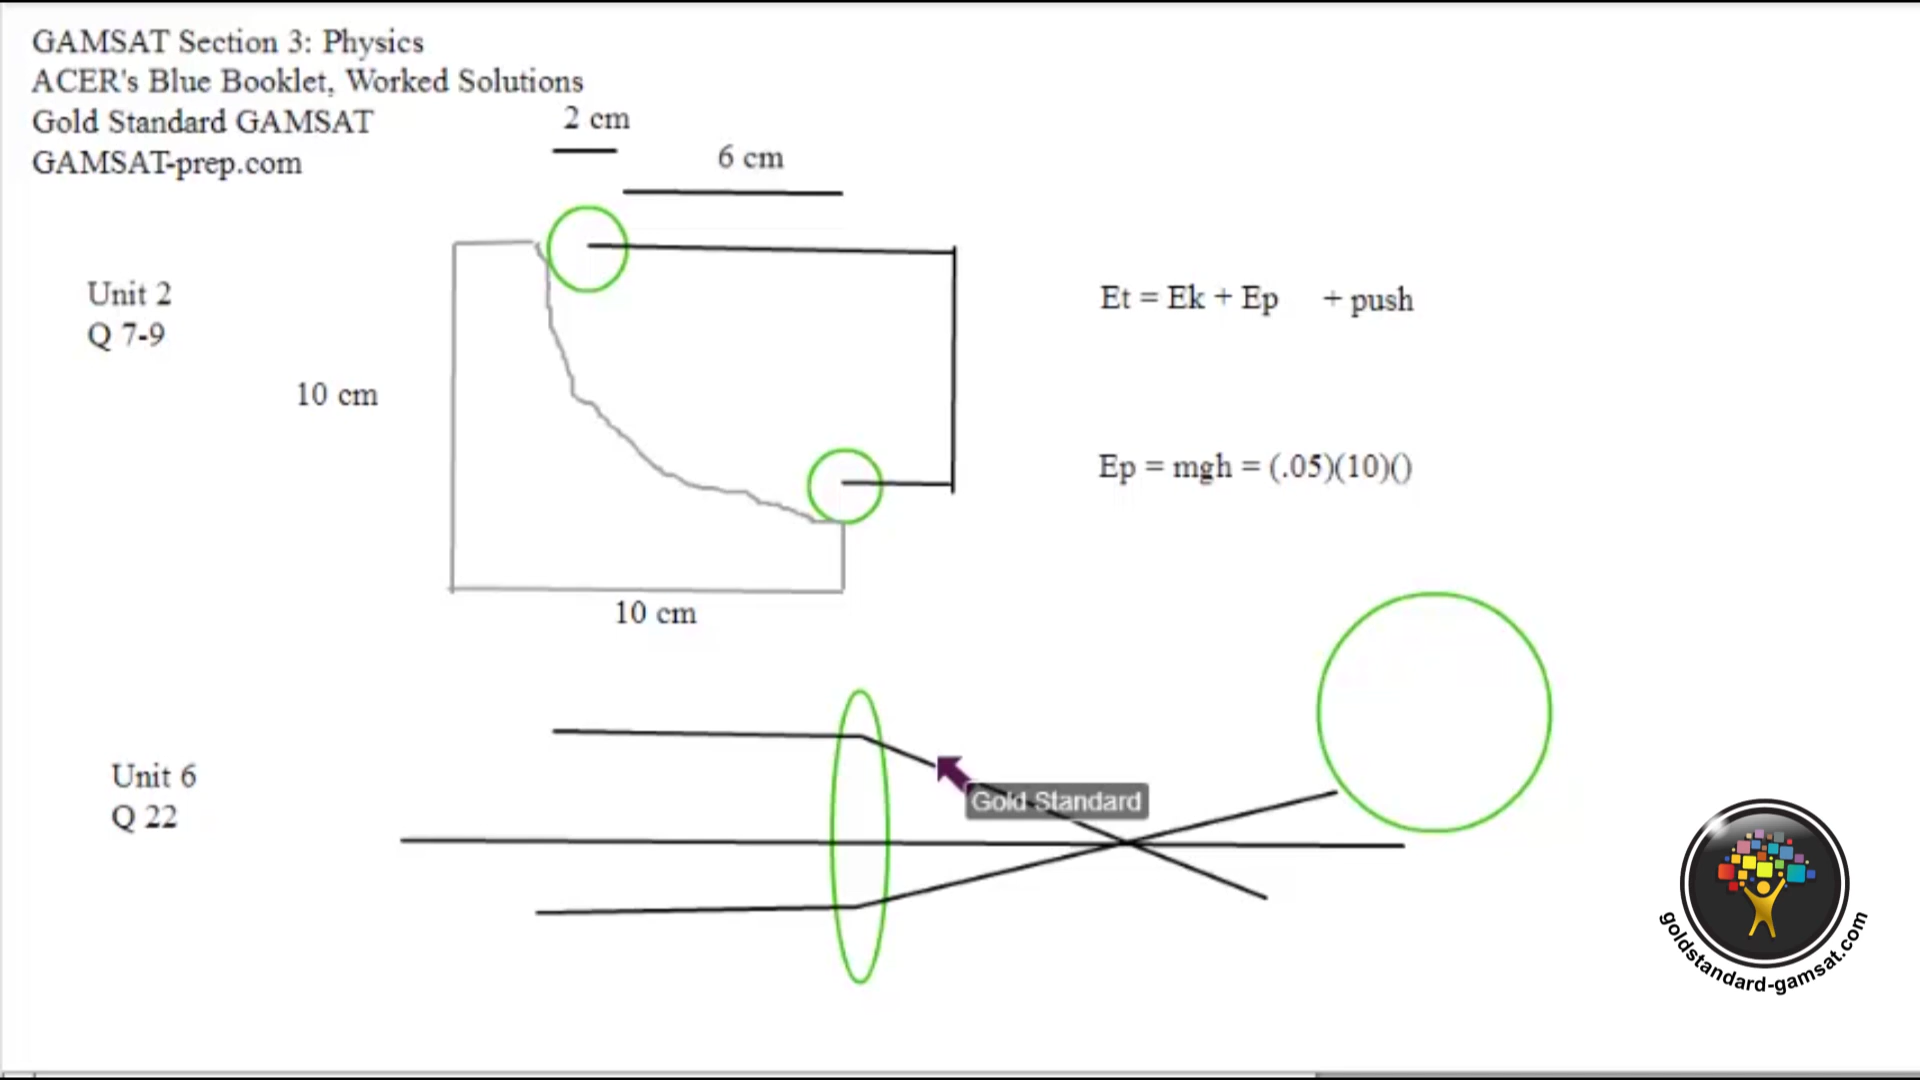 GAMSAT Section 3: Physics
ACER's Blue Booklet, Worked Solutions
Gold Standard GAMSAT
GAMSAT-prep.com
2 cm
6 cm
Unit 2
Q 7-9
10 cm
Et = Ek + Ep + push
Ep = mgh = (.05)(10)()
10 cm
Unit 6
Q 22
Gold Standard
goldstandard-gamsat.com